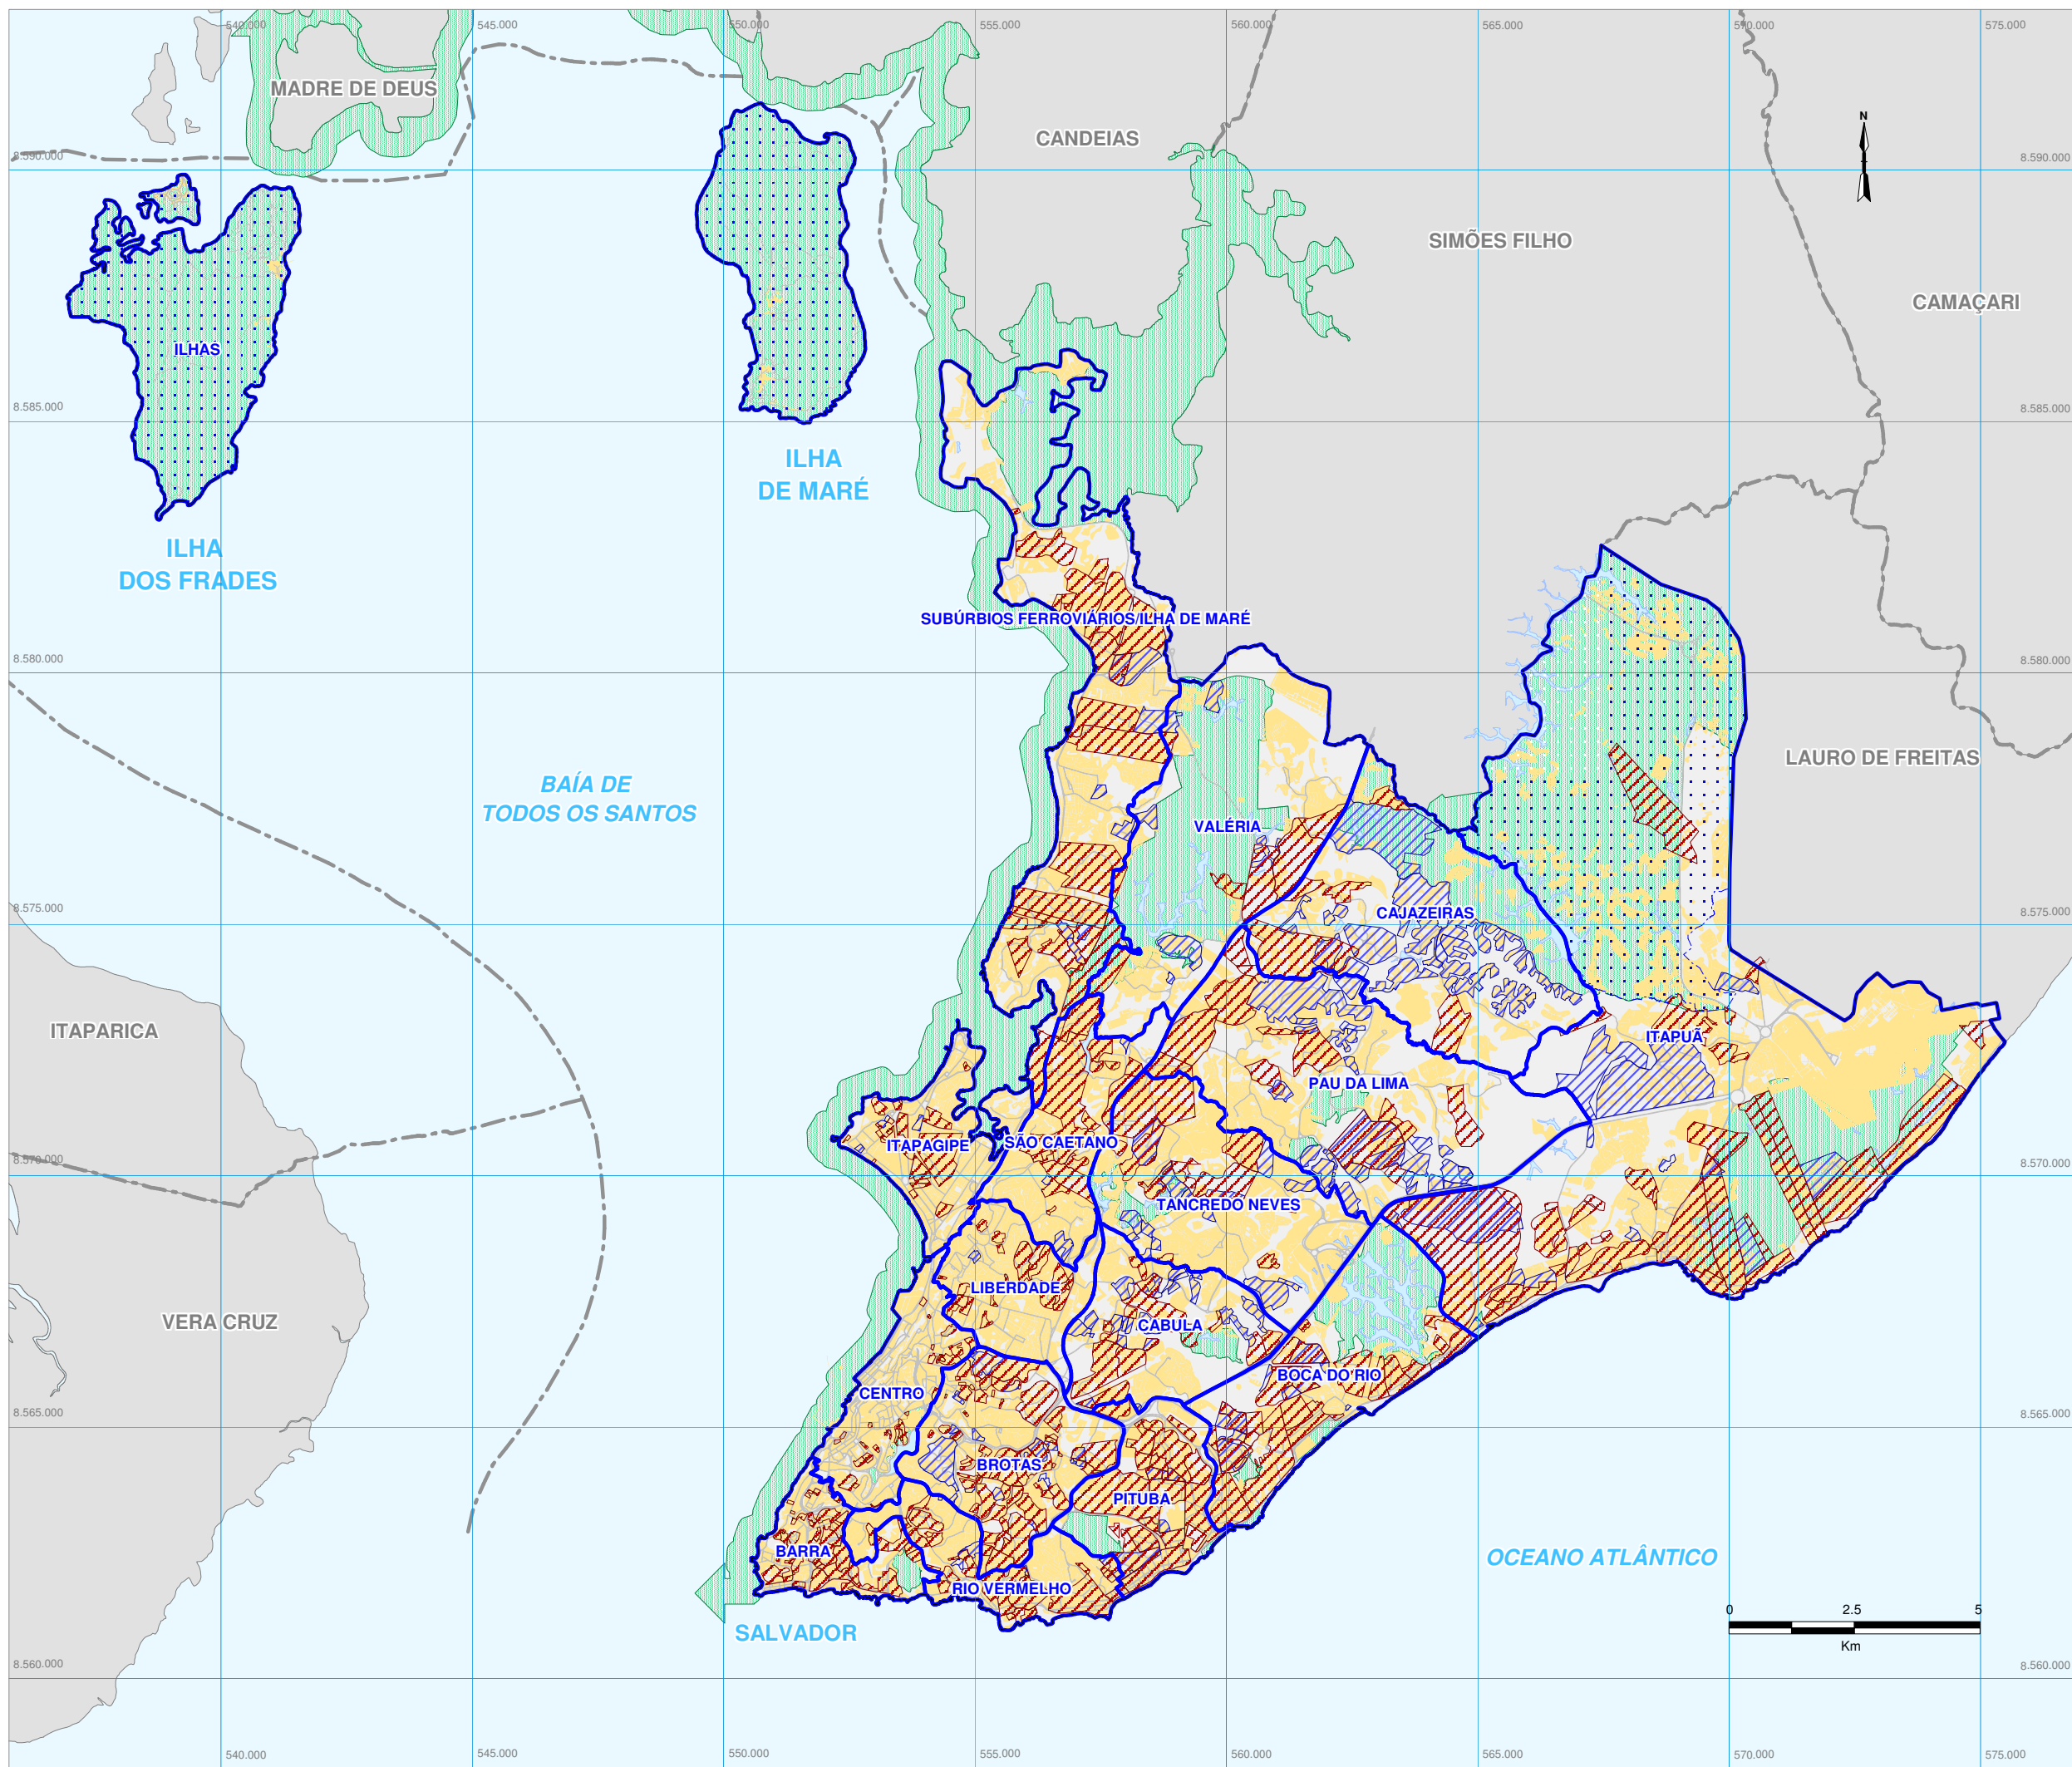 540.000
545.000
550.000
555.000
560.000
565.000
570.000
575.000
MADRE DE DEUS
CANDEIAS
N
8.590.000
8.590.000
SIMÕES FILHO
CAMAÇARI
ILHAS
8.585.000
8.585.000
ILHA
DE MARÉ
ILHA
DOS FRADES
SUBÚRBIOS FERROVIÁRIOS/ILHA DE MARÉ
8.580.000
8.580.000
LAURO DE FREITAS
BAÍA DE
TODOS OS SANTOS
VALÉRIA
8.575.000
8.575.000
CAJAZEIRAS
ITAPARICA
ITAPUÃ
PAU DA LIMA
ITAPAGIPE
SÃO CAETANO
8.570.000
8.570.000
TANCREDO NEVES
LIBERDADE
VERA CRUZ
CABULA
BOCA DO RIO
CENTRO
8.565.000
8.565.000
BROTAS
PITUBA
BARRA
OCEANO ATLÂNTICO
RIO VERMELHO
0
2.5
5
SALVADOR
Km
8.560.000
8.560.000
540.000
545.000
550.000
555.000
560.000
565.000
570.000
575.000